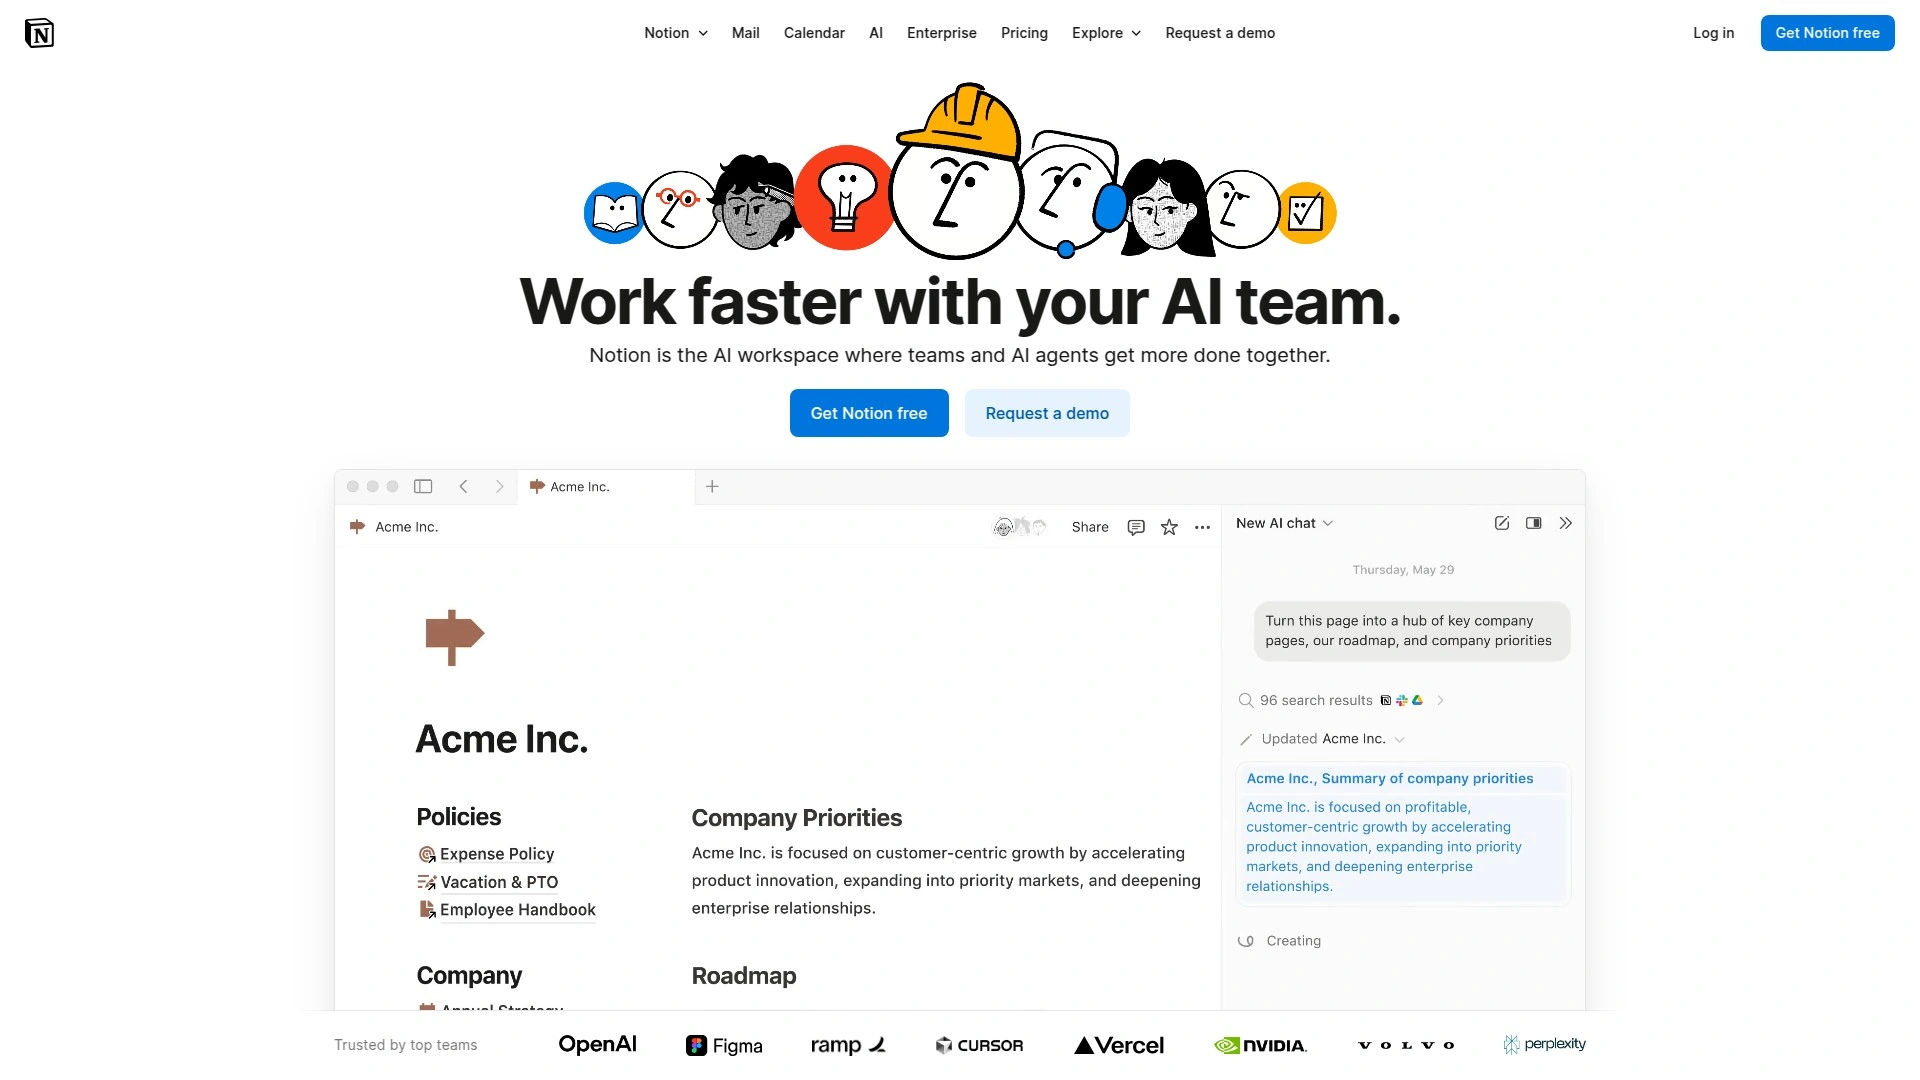 N
Notion
Mail
Calendar
AI
Enterprise
Pricing
Explore
Request a demo
Log in
Get Notion free
Work faster with your AI team.
Notion is the AI workspace where teams and AI agents get more done together.
Get Notion free
Request a demo
Acme Inc.
Acme Inc.
Share
Acme Inc.
Policies
Expense Policy
Vacation & PTO
Employee Handbook
Company
Annual Strategy
Company Priorities
Acme Inc. is focused on customer-centric growth by accelerating
product innovation, expanding into priority markets, and deepening
enterprise relationships.
Roadmap
New AI chat
Thursday, May 29
Turn this page into a hub of key company
pages, our roadmap, and company priorities
96 search results
Updated Acme Inc.
Acme Inc., Summary of company priorities
Acme Inc. is focused on profitable,
customer-centric growth by accelerating
product innovation, expanding into priority
markets, and deepening enterprise
relationships.
Creating
Trusted by top teams
OpenAI
Figma
ramp
CURSOR
Vercel
NVIDIA.
VOLVO
perplexity